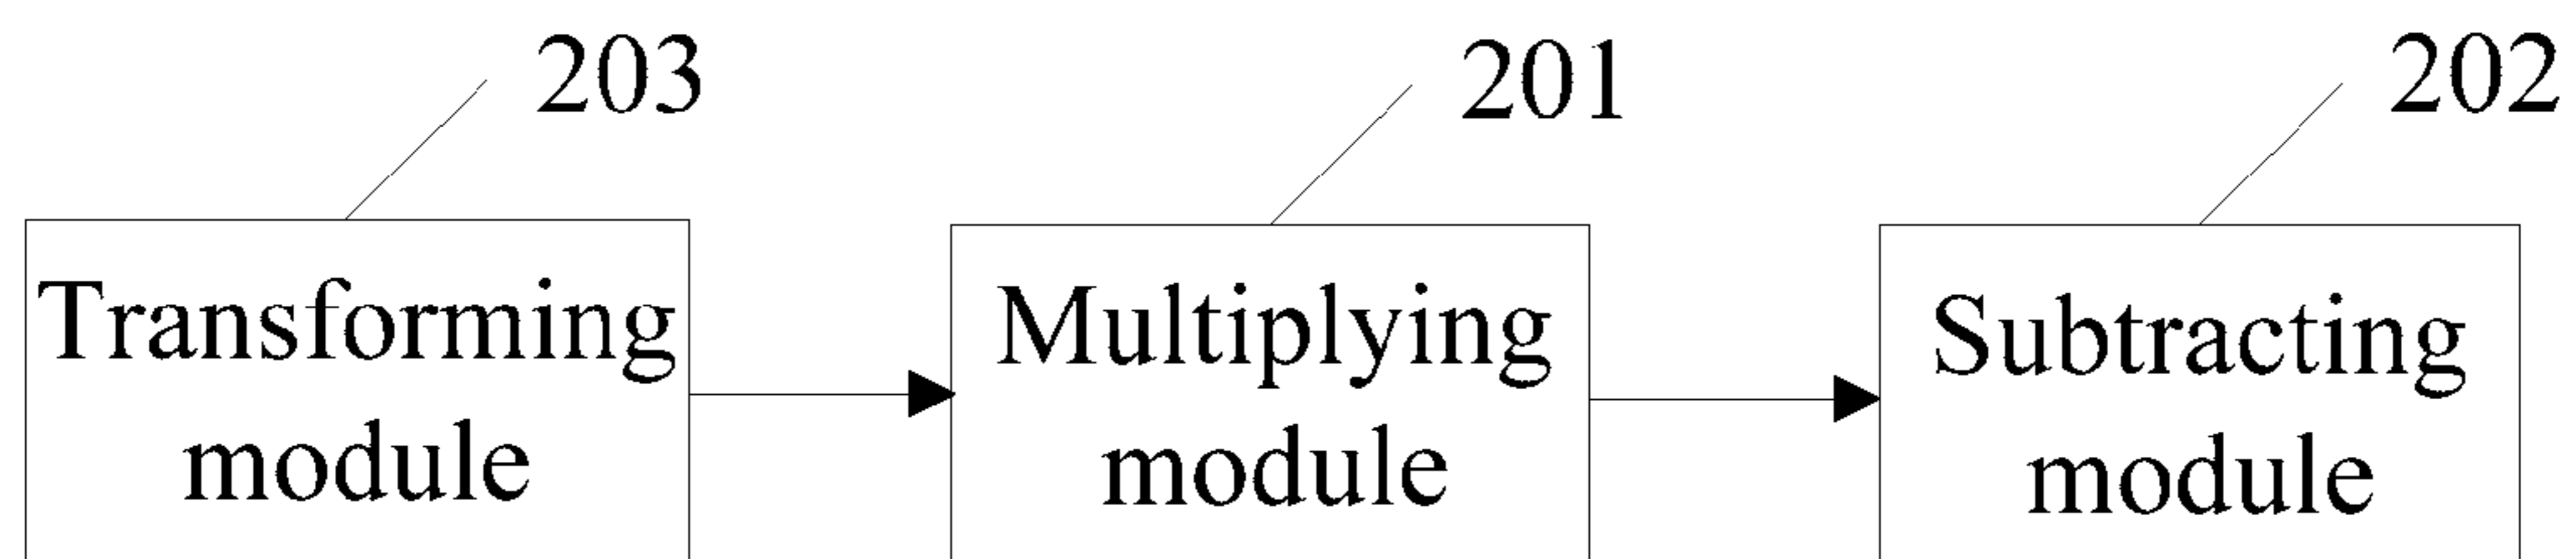 203
201
202
Transforming
module
Multiplying
module
Subtracting
module